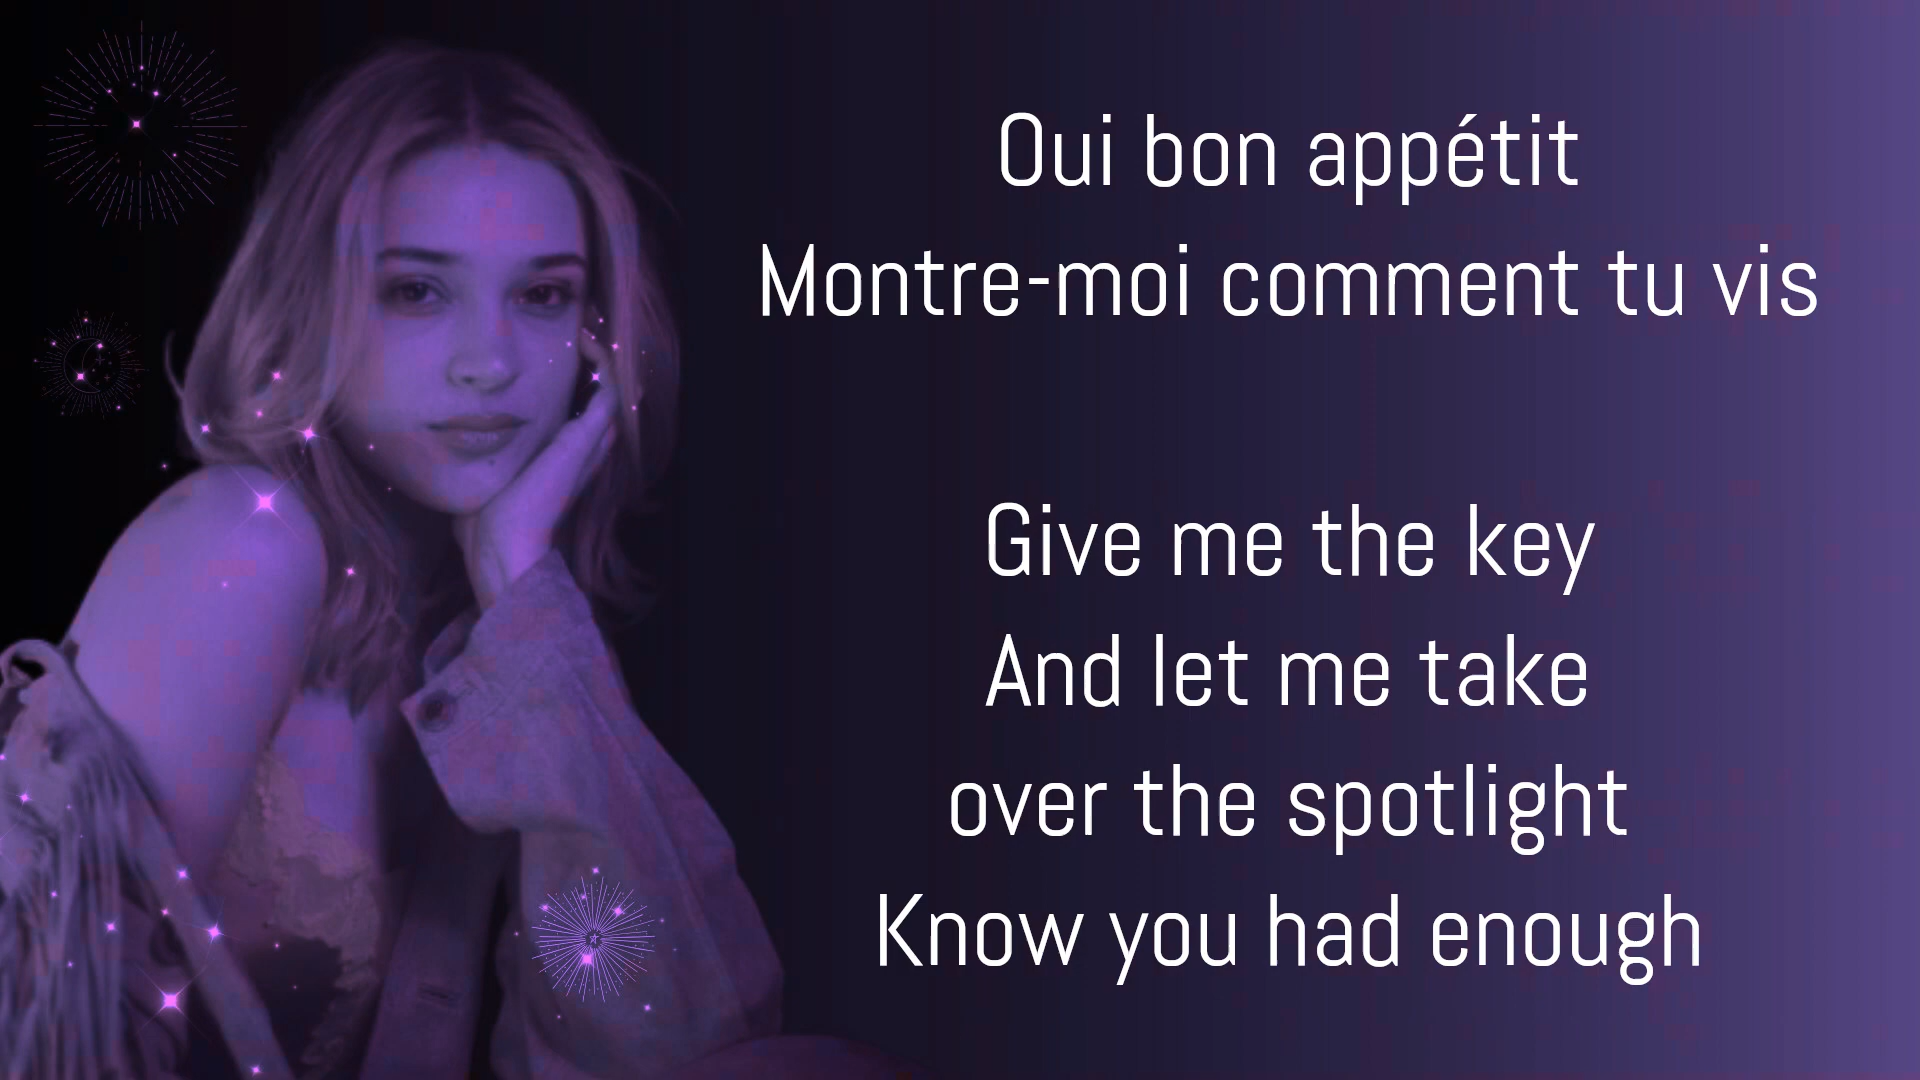 Oui bon appétit
Montre-moi comment tu vis
Give me the key
And let me take
over the spotlight
Know you had enough